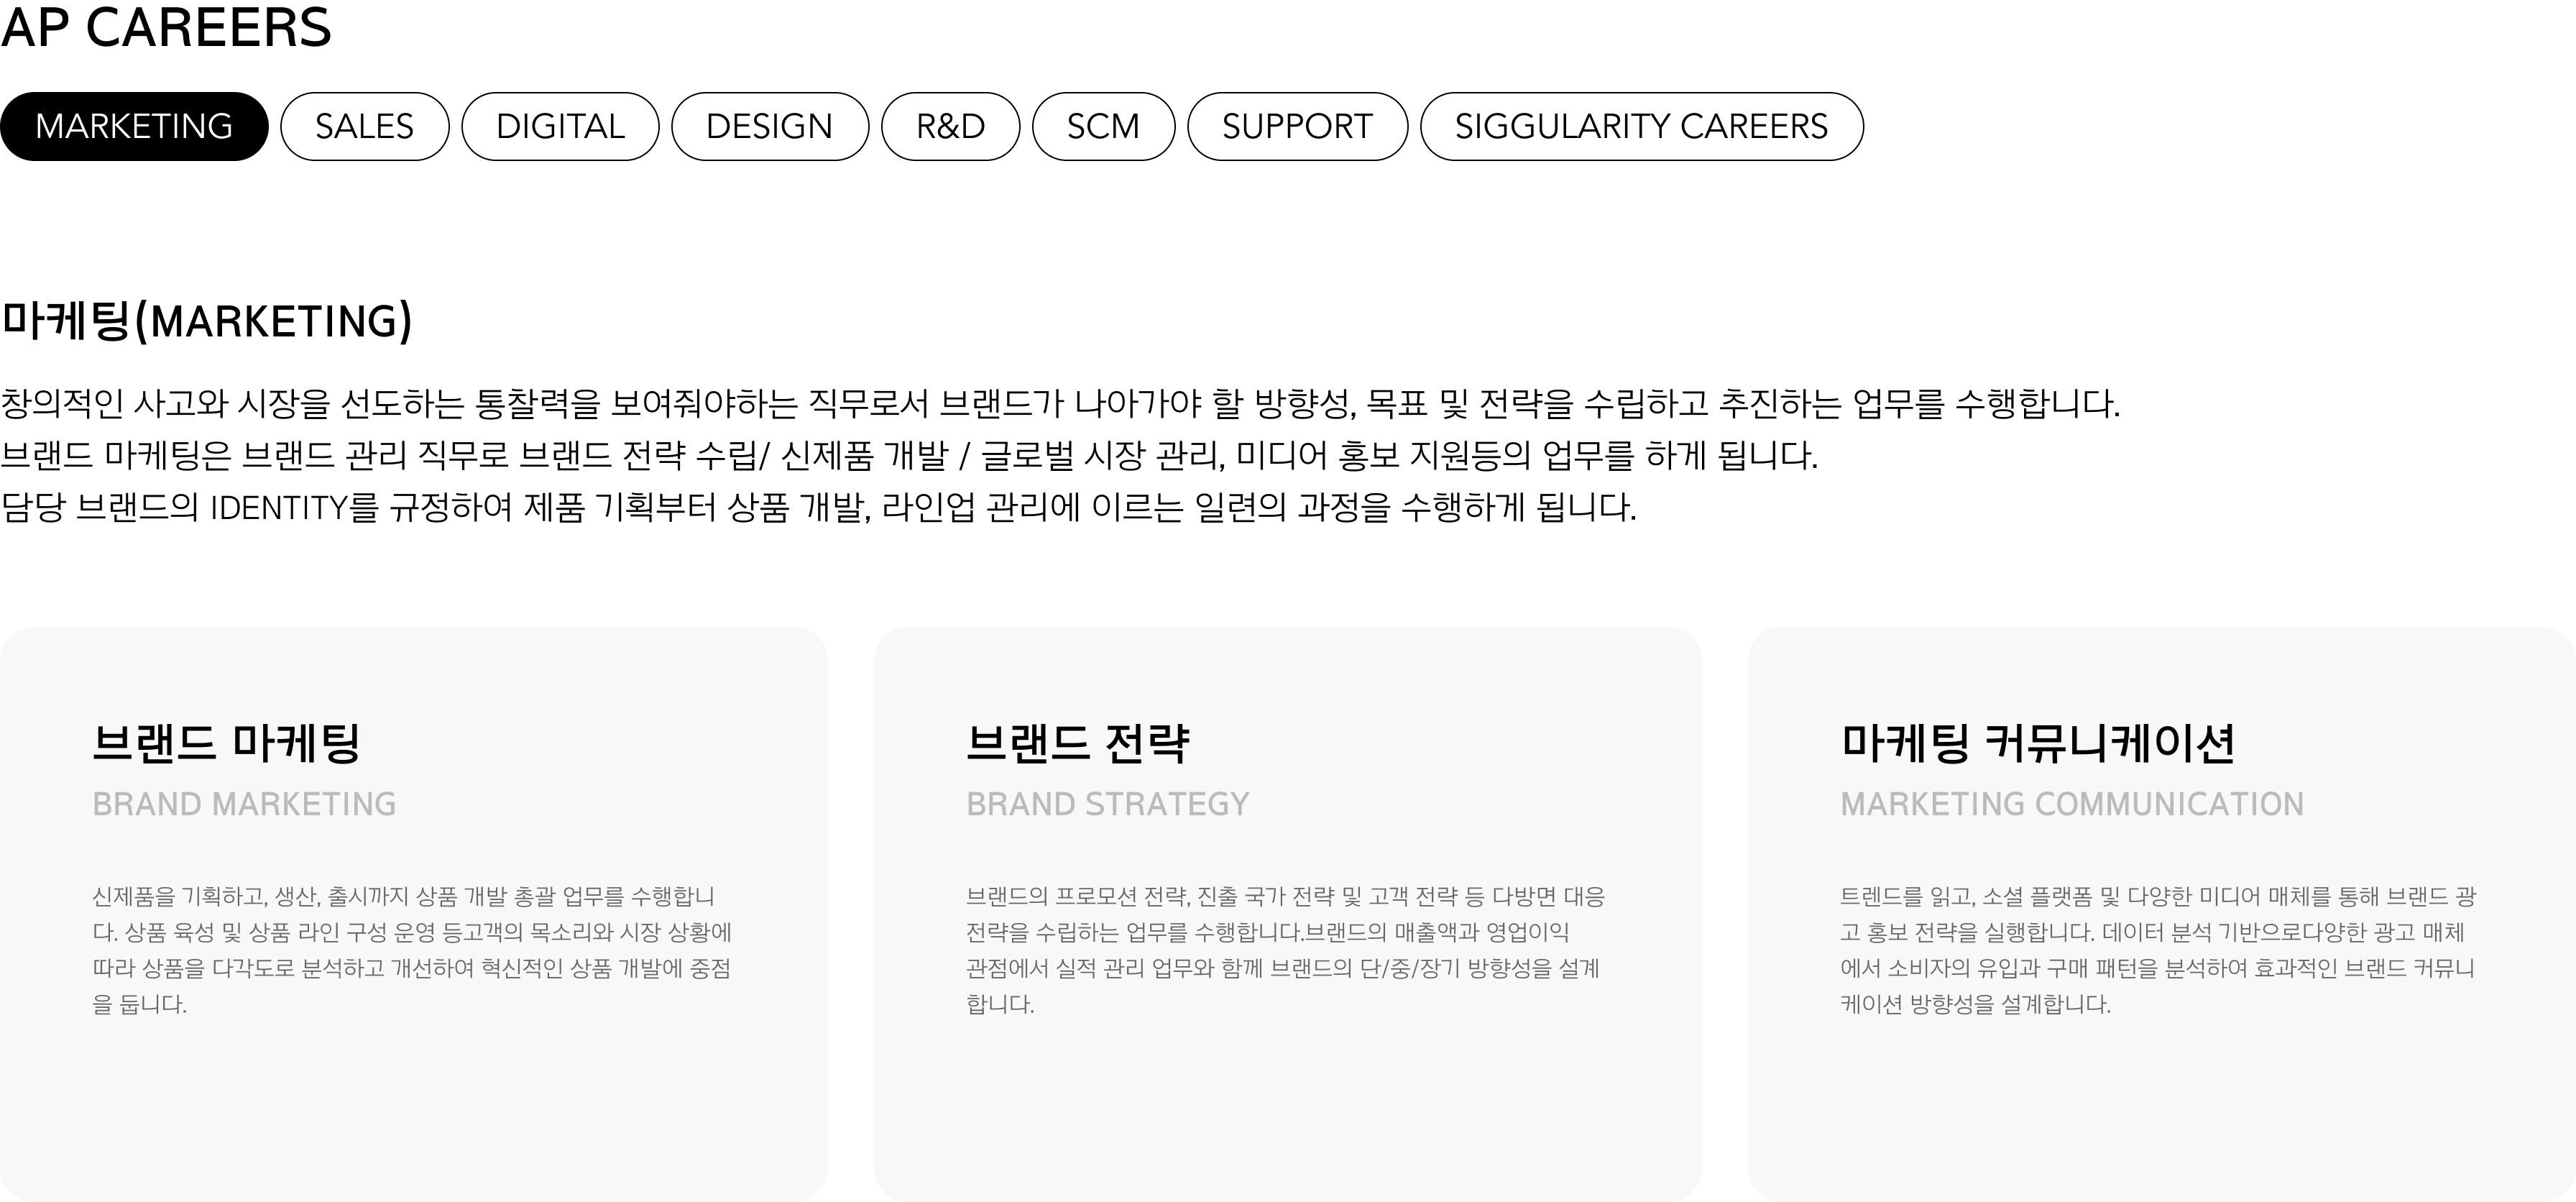 AP CAREERS
MARKETING SALES DIGITAL DESIGN R&D SCM SUPPORT SIGGULARITY CAREERS
마케팅(MARKETING)
창의적인 사고와 시장을 선도하는 통찰력을 보여줘야하는 직무로서 브랜드가 나아가야 할 방향성, 목표 및 전략을 수립하고 추진하는 업무를 수행합니다.
브랜드 마케팅은 브랜드 관리 직무로 브랜드 전략 수립/ 신제품 개발 / 글로벌 시장 관리, 미디어 홍보 지원등의 업무를 하게 됩니다.
담당 브랜드의 IDENTITY를 규정하여 제품 기획부터 상품 개발, 라인업 관리에 이르는 일련의 과정을 수행하게 됩니다.
브랜드 마케팅
BRAND MARKETING
신제품을 기획하고, 생산, 출시까지 상품 개발 총괄 업무를 수행합니
다. 상품 육성 및 상품 라인 구성 운영 등고객의 목소리와 시장 상황에
따라 상품을 다각도로 분석하고 개선하여 혁신적인 상품 개발에 중점
을 둡니다.
브랜드 전략
BRAND STRATEGY
브랜드의 프로모션 전략, 진출 국가 전략 및 고객 전략 등 다방면 대응
전략을 수립하는 업무를 수행합니다.브랜드의 매출액과 영업이익
관점에서 실적 관리 업무와 함께 브랜드의 단/중/장기 방향성을 설계
합니다.
마케팅 커뮤니케이션
MARKETING COMMUNICATION
트렌드를 읽고, 소셜 플랫폼 및 다양한 미디어 매체를 통해 브랜드 광
고 홍보 전략을 실행합니다. 데이터 분석 기반으로다양한 광고 매체
에서 소비자의 유입과 구매 패턴을 분석하여 효과적인 브랜드 커뮤니
케이션 방향성을 설계합니다.